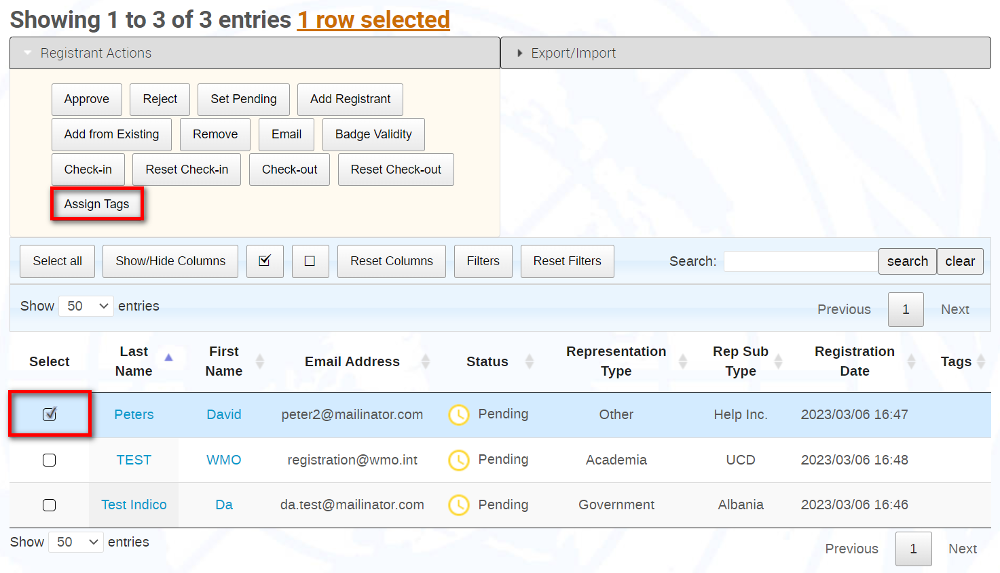 Showing 1 to 3 of 3 entries 1 row selected
Registrant Actions Export/Import
Approve Reject Set Pending Add Registrant
Add from Existing Remove Email Badge Validity
Check-in Reset Check-in Check-out Reset Check-out
Assign Tags
Select all Show/Hide Columns Reset Columns Filters Reset Filters Search: search clear
Show 50 entries Previous 1 Next
Select Last Name First Name Email Address Status Representation Type Rep Sub Type Registration Date Tags
Peters David peter2@mailinator.com Pending Other Help Inc. 2023/03/06 16:47
TEST WMO registration@wmo.int Pending Academia UCD 2023/03/06 16:48
Test Indico Da da.test@mailinator.com Pending Government Albania 2023/03/06 16:46
Show 50 entries Previous 1 Next